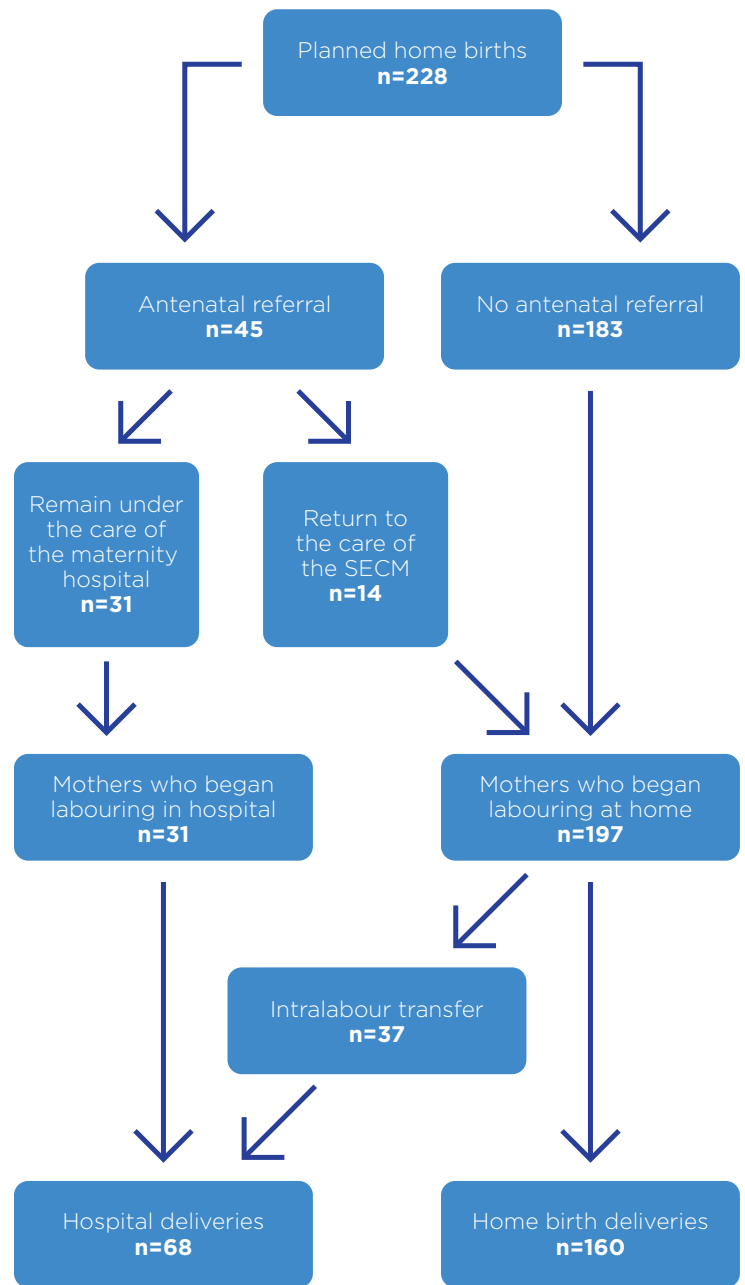 Planned home births
n=228
Antenatal referral
n=45
No antenatal referral
n=183
Remain under
the care of
the maternity
hospital
n=31
Return to
the care of
the SECM
n=14
Mothers who began
labouring in hospital
n=31
Mothers who began
labouring at home
n=197
Intralabour transfer
n=37
Hospital deliveries
n=68
Home birth deliveries
n=160